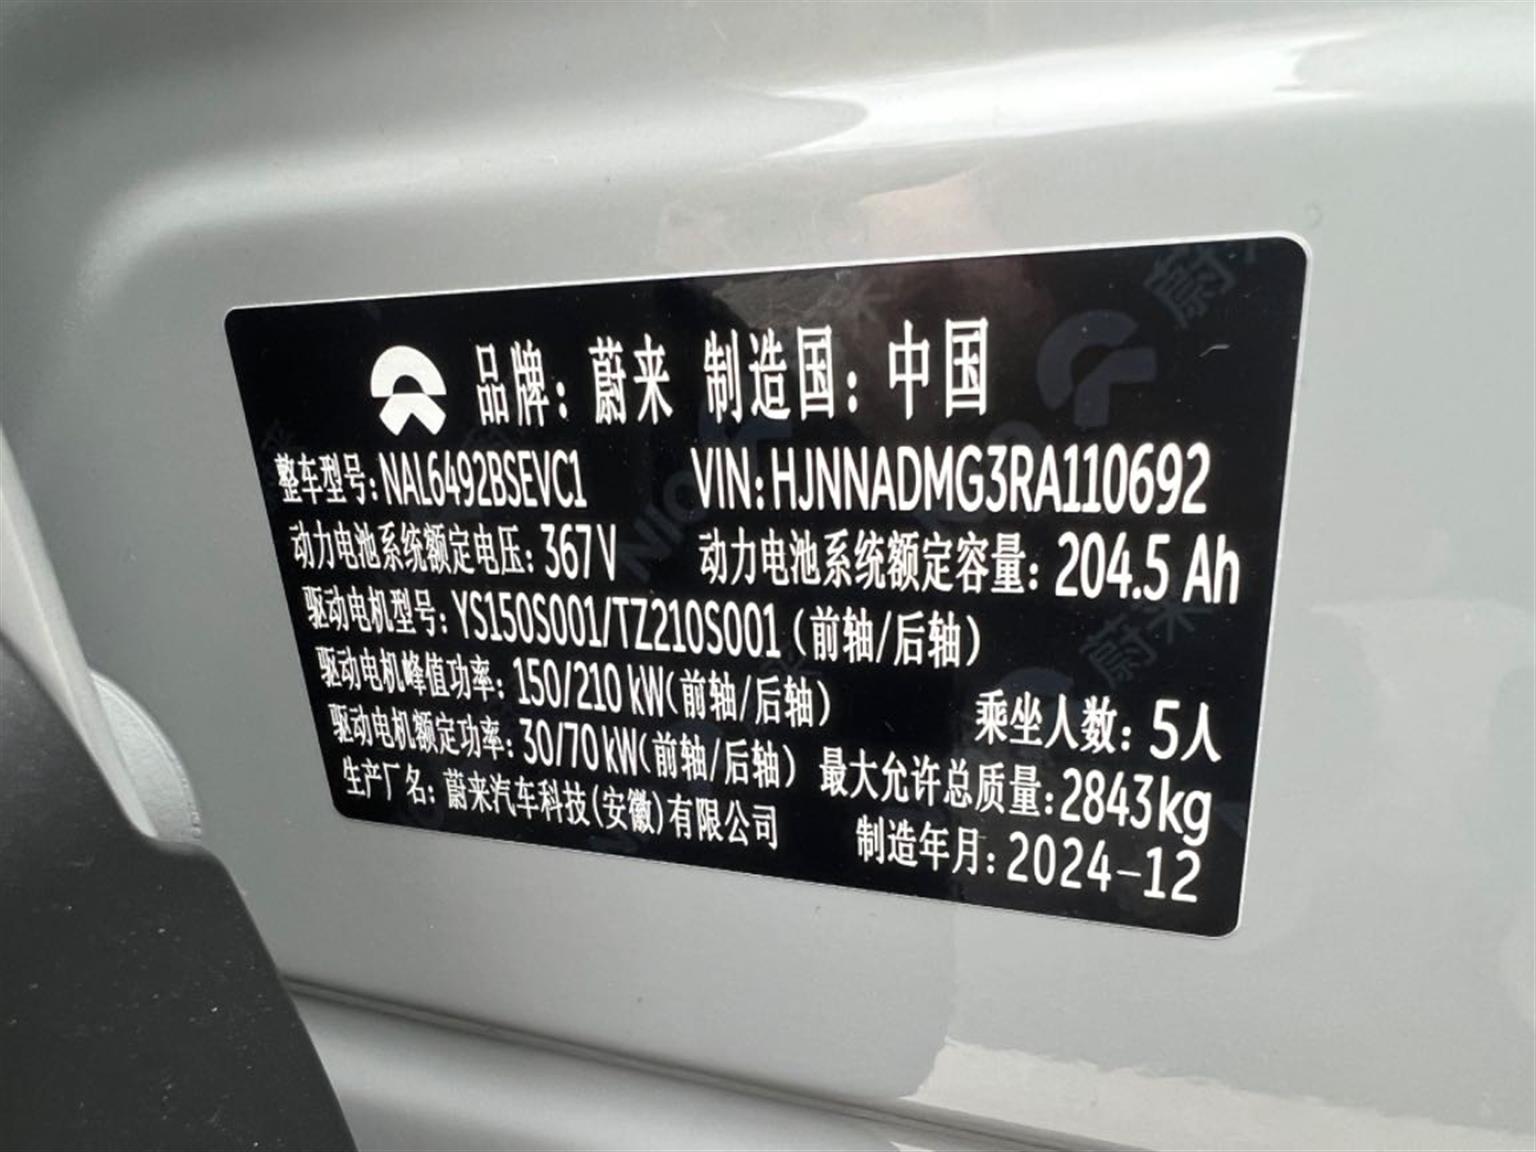 品牌：蔚来 制造国：中国
整车型号：NAL6492BSEVC1 VIN：HJNNADMG3RA110692
动力电池系统额定电压：367V 动力电池系统额定容量：204.5 Ah
驱动电机型号：YS150S001/TZ210S001（前轴/后轴）
驱动电机峰值功率：150/210 kW（前轴/后轴） 乘坐人数：5人
驱动电机额定功率：30/70kW（前轴/后轴） 最大允许总质量：2843kg
生产厂名：蔚来汽车科技（安徽）有限公司 制造年月：2024-12